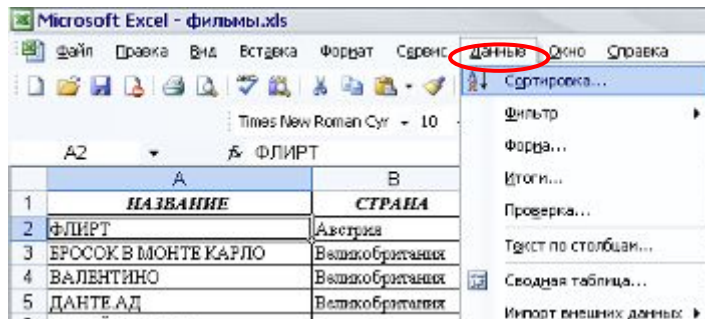 Microsoft Excel - фильмы.xls
Файл Правка Вид Вставка Формат Сервис Данные Окно Справка
Сортировка...
Times New Roman Cyr 10
Фильтр
Форма...
A2 fx ФЛИРТ
Итоги...
A B
1 НАЗВАНИЕ СТРАНА
Проверка...
2 ФЛИРТ Австрия
3 БРОСОК В МОНТЕ КАРЛО Великобритания
Текст по столбцам...
4 ВАЛЕНТИНО Великобритания
Сводная таблица...
5 ДАНТЕ.АД Великобритания
Импорт внешних данных